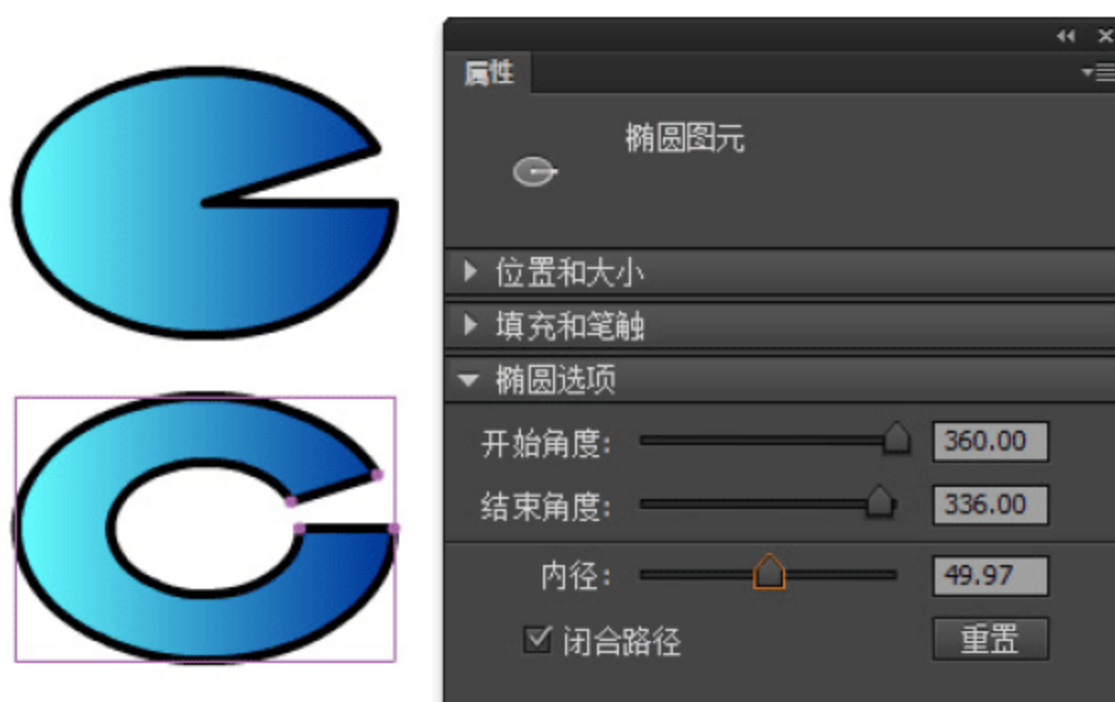 属性
椭圆图元
位置和大小
填充和笔触
椭圆选项
开始角度: 360.00
结束角度: 336.00
内径: 49.97
闭合路径 重置